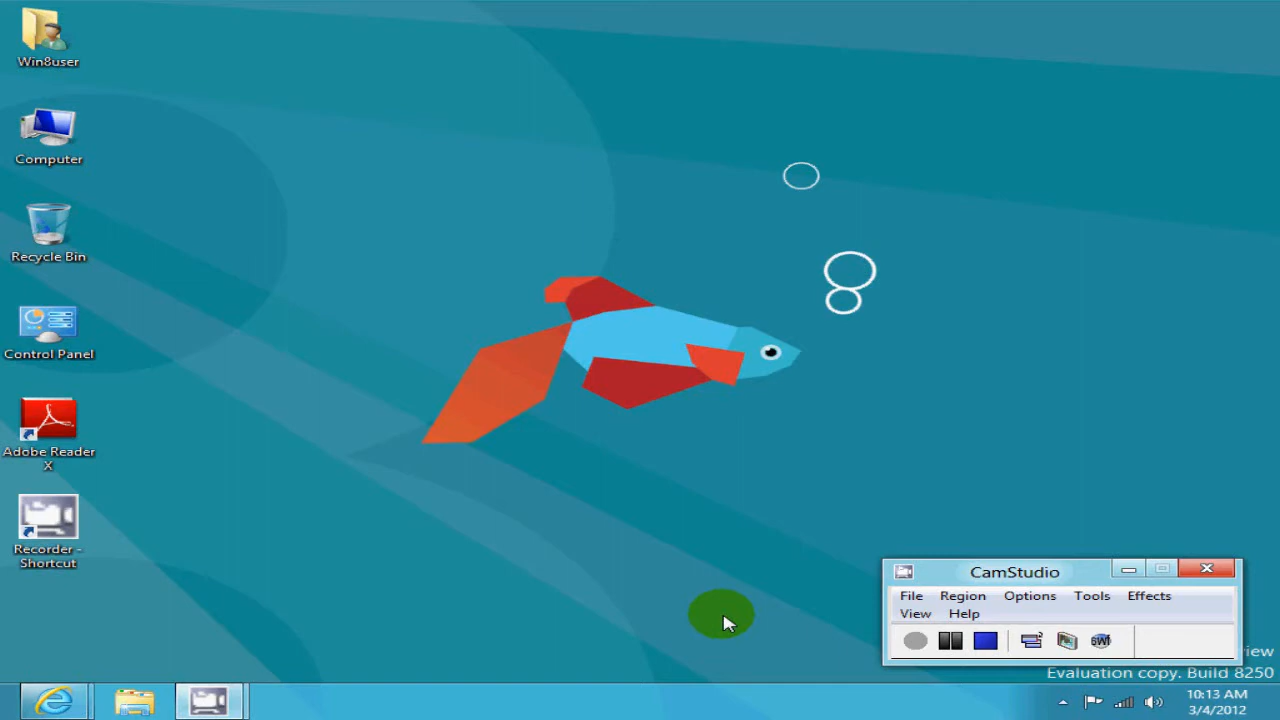 Win8user
Computer
Recycle Bin
Control Panel
Adobe Reader
X
Recorder -
Shortcut
CamStudio
File Region Options Tools Effects
View Help
Evaluation copy. Build 8250
10:13 AM
3/4/2012